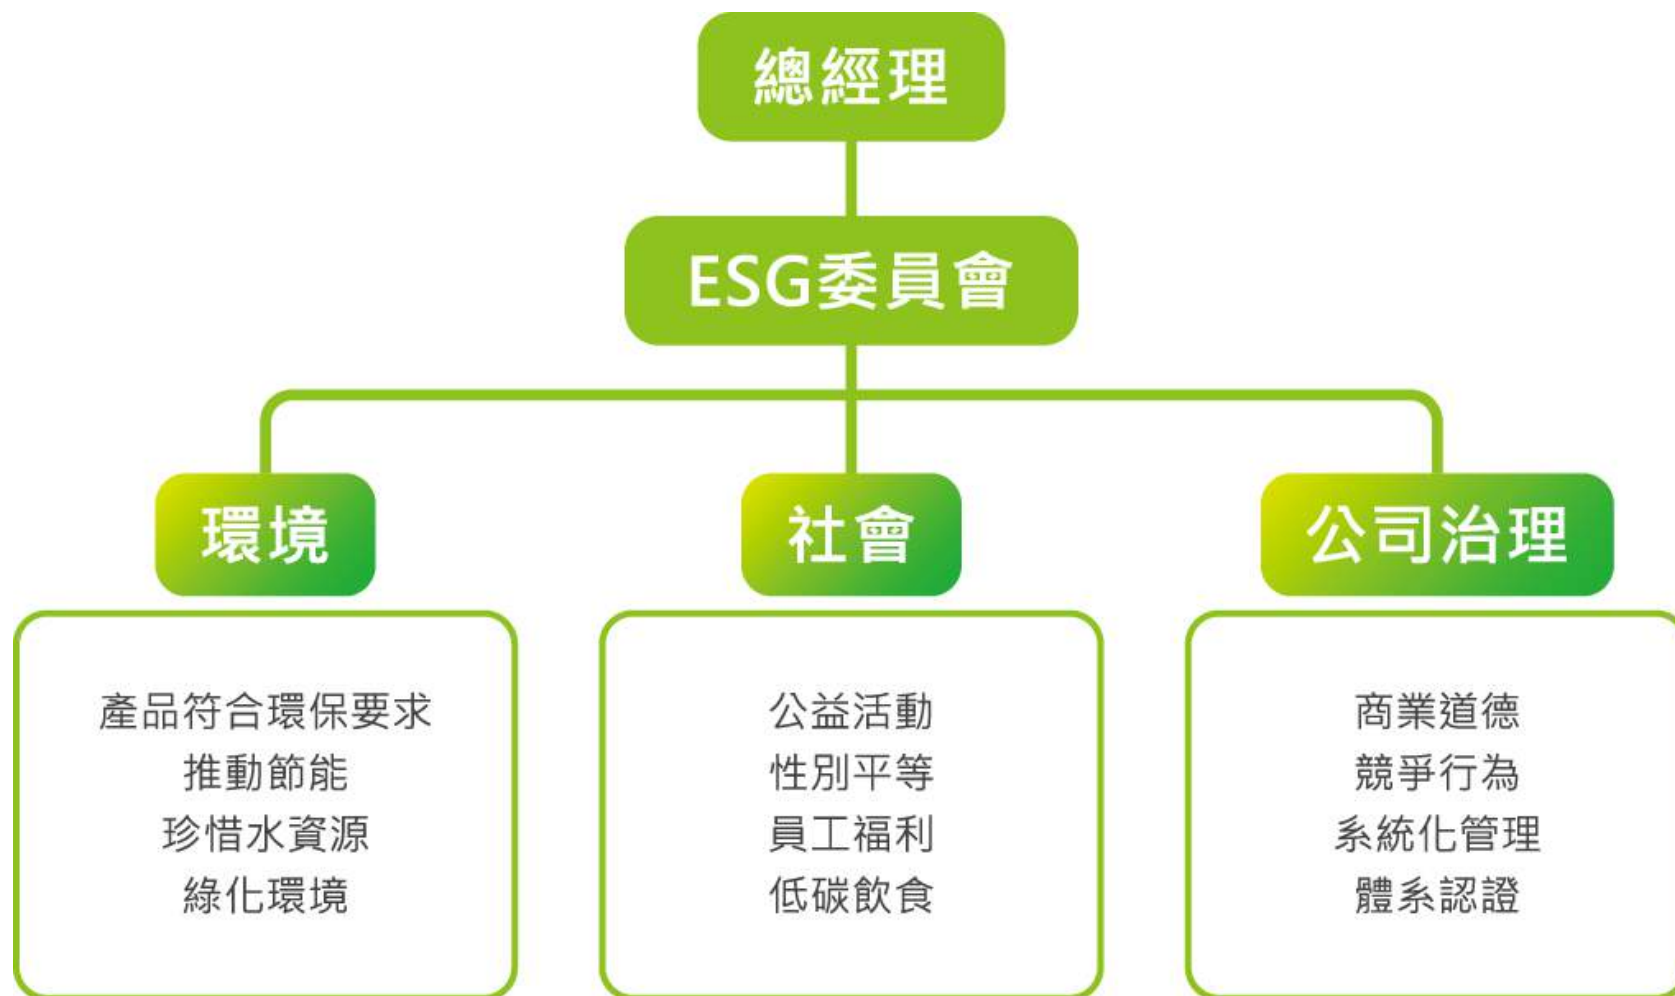 總經理
ESG委員會
環境
產品符合環保要求
推動節能
珍惜水資源
綠化環境
社會
公益活動
性別平等
員工福利
低碳飲食
公司治理
商業道德
競爭行為
系統化管理
體系認證